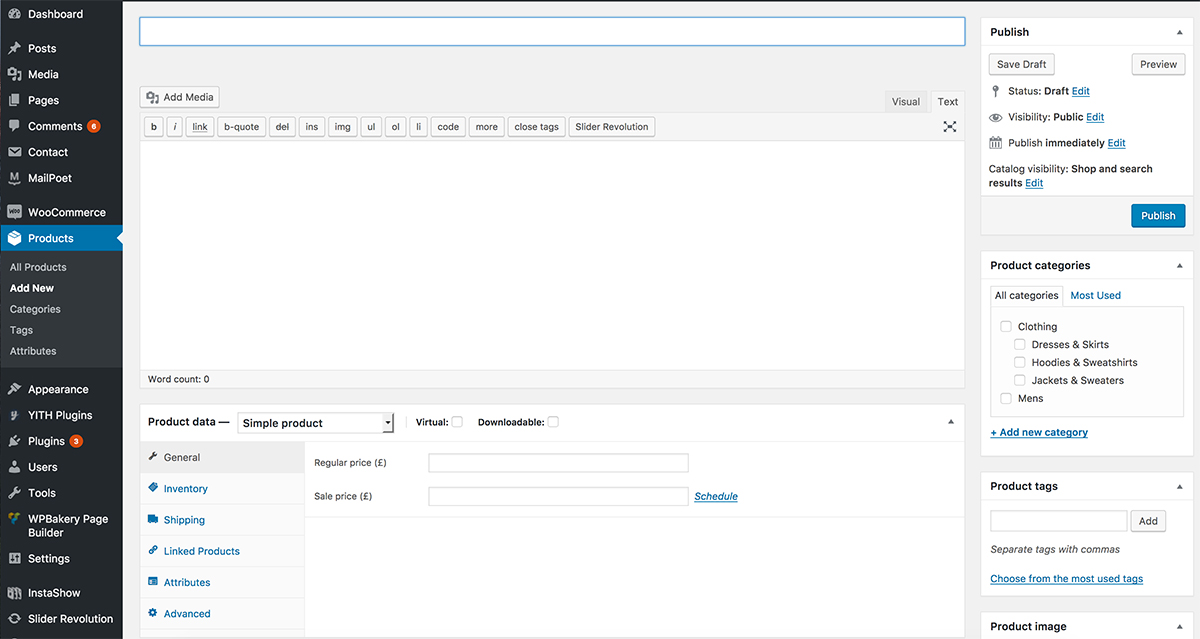 Dashboard
Posts
Media
Pages
Comments 6
Contact
MailPoet
WooCommerce
Products
All Products
Add New
Categories
Tags
Attributes
Appearance
YITH Plugins
Plugins 3
Users
Tools
WPBakery Page
Builder
Settings
InstaShow
Slider Revolution
Add Media
Visual Text
b i link b-quote del ins img ul ol li code more close tags Slider Revolution
Word count: 0
Product data — Simple product Virtual: Downloadable:
General
Inventory
Shipping
Linked Products
Attributes
Advanced
Regular price (£)
Sale price (£) Schedule
Publish
Save Draft Preview
Status: Draft Edit
Visibility: Public Edit
Publish immediately Edit
Catalog visibility: Shop and search
results Edit
Publish
Product categories
All categories Most Used
Clothing
Dresses & Skirts
Hoodies & Sweatshirts
Jackets & Sweaters
Mens
+ Add new category
Product tags
Add
Separate tags with commas
Choose from the most used tags
Product image